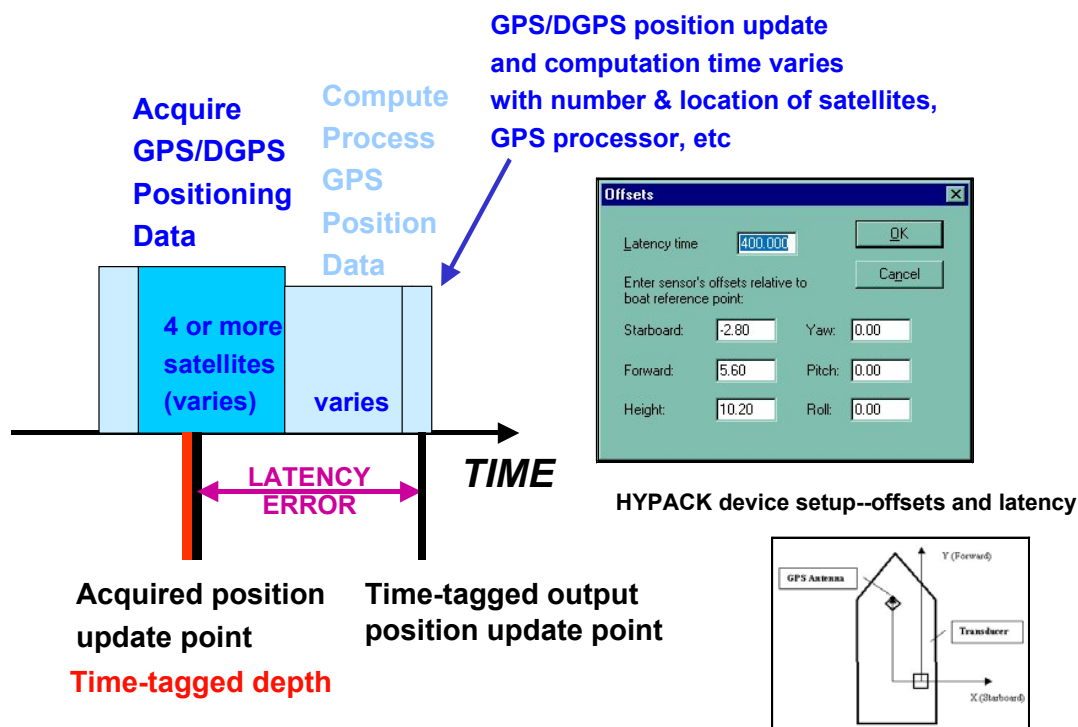 GPS/DGPS position update
and computation time varies
with number & location of satellites,
GPS processor, etc
Acquire
GPS/DGPS
Positioning
Data
Compute
Process
GPS
Position
Data
4 or more
satellites
(varies)
varies
LATENCY
ERROR
TIME
Acquired position
update point
Time-tagged depth
Time-tagged output
position update point
Offsets
Latency time 400.000 OK
Cancel
Enter sensor's offsets relative to
boat reference point:
Starboard: -2.80 Yaw: 0.00
Forward: 5.60 Pitch: 0.00
Height: 10.20 Roll: 0.00
HYPACK device setup--offsets and latency
Y (Forward)
GPS Antenna
Transducer
X (Starboard)